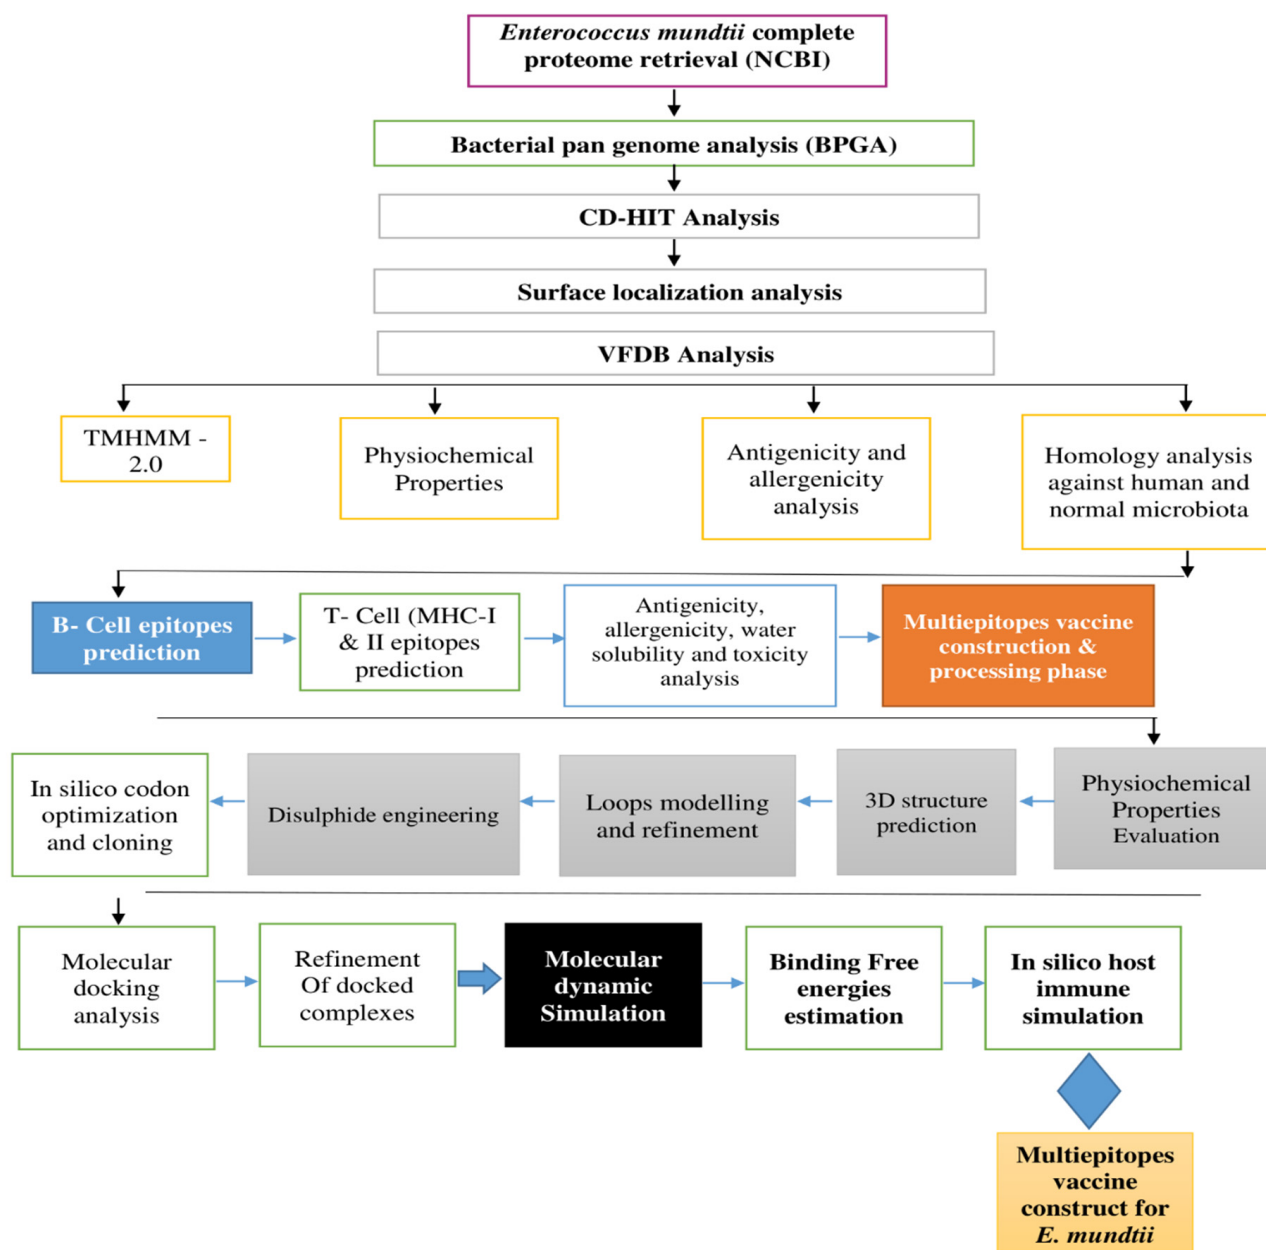 Enterococcus mundtii complete
proteome retrieval (NCBI)
Bacterial pan genome analysis (BPGA)
CD-HIT Analysis
Surface localization analysis
VFDB Analysis
TMHMM -
2.0
Physiochemical
Properties
Antigenicity and
allergenicity
analysis
Homology analysis
against human and
normal microbiota
B- Cell epitopes
prediction
T- Cell (MHC-I
& II epitopes
prediction
Antigenicity,
allergenicity, water
solubility and toxicity
analysis
Multiepitopes vaccine
construction &
processing phase
In silico codon
optimization
and cloning
Disulphide engineering
Loops modelling
and refinement
3D structure
prediction
Physiochemical
Properties
Evaluation
Molecular
docking
analysis
Refinement
Of docked
complexes
Molecular
dynamic
Simulation
Binding Free
energies
estimation
In silico host
immune
simulation
Multiepitopes
vaccine
construct for
E. mundtii